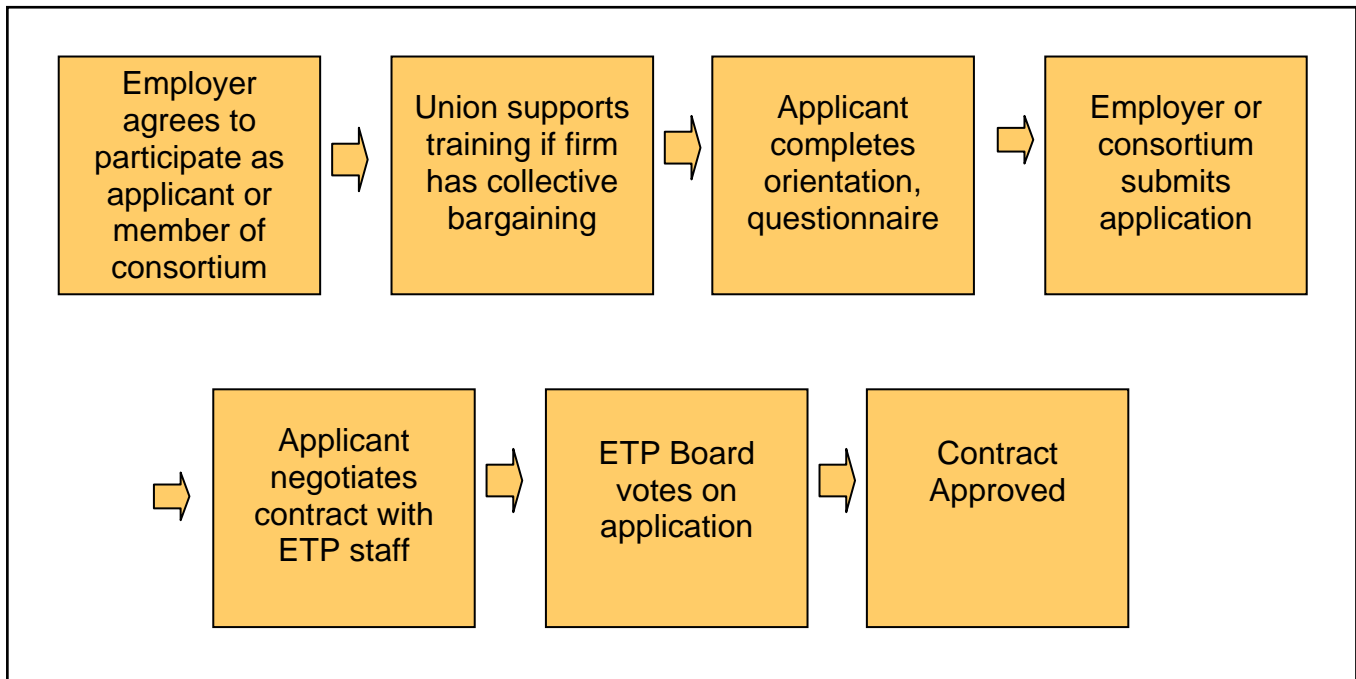 Employer
agrees to
participate as
applicant or
member of
consortium
Union supports
training if firm
has collective
bargaining
Applicant
completes
orientation,
questionnaire
Employer or
consortium
submits
application
Applicant
negotiates
contract with
ETP staff
ETP Board
votes on
application
Contract
Approved